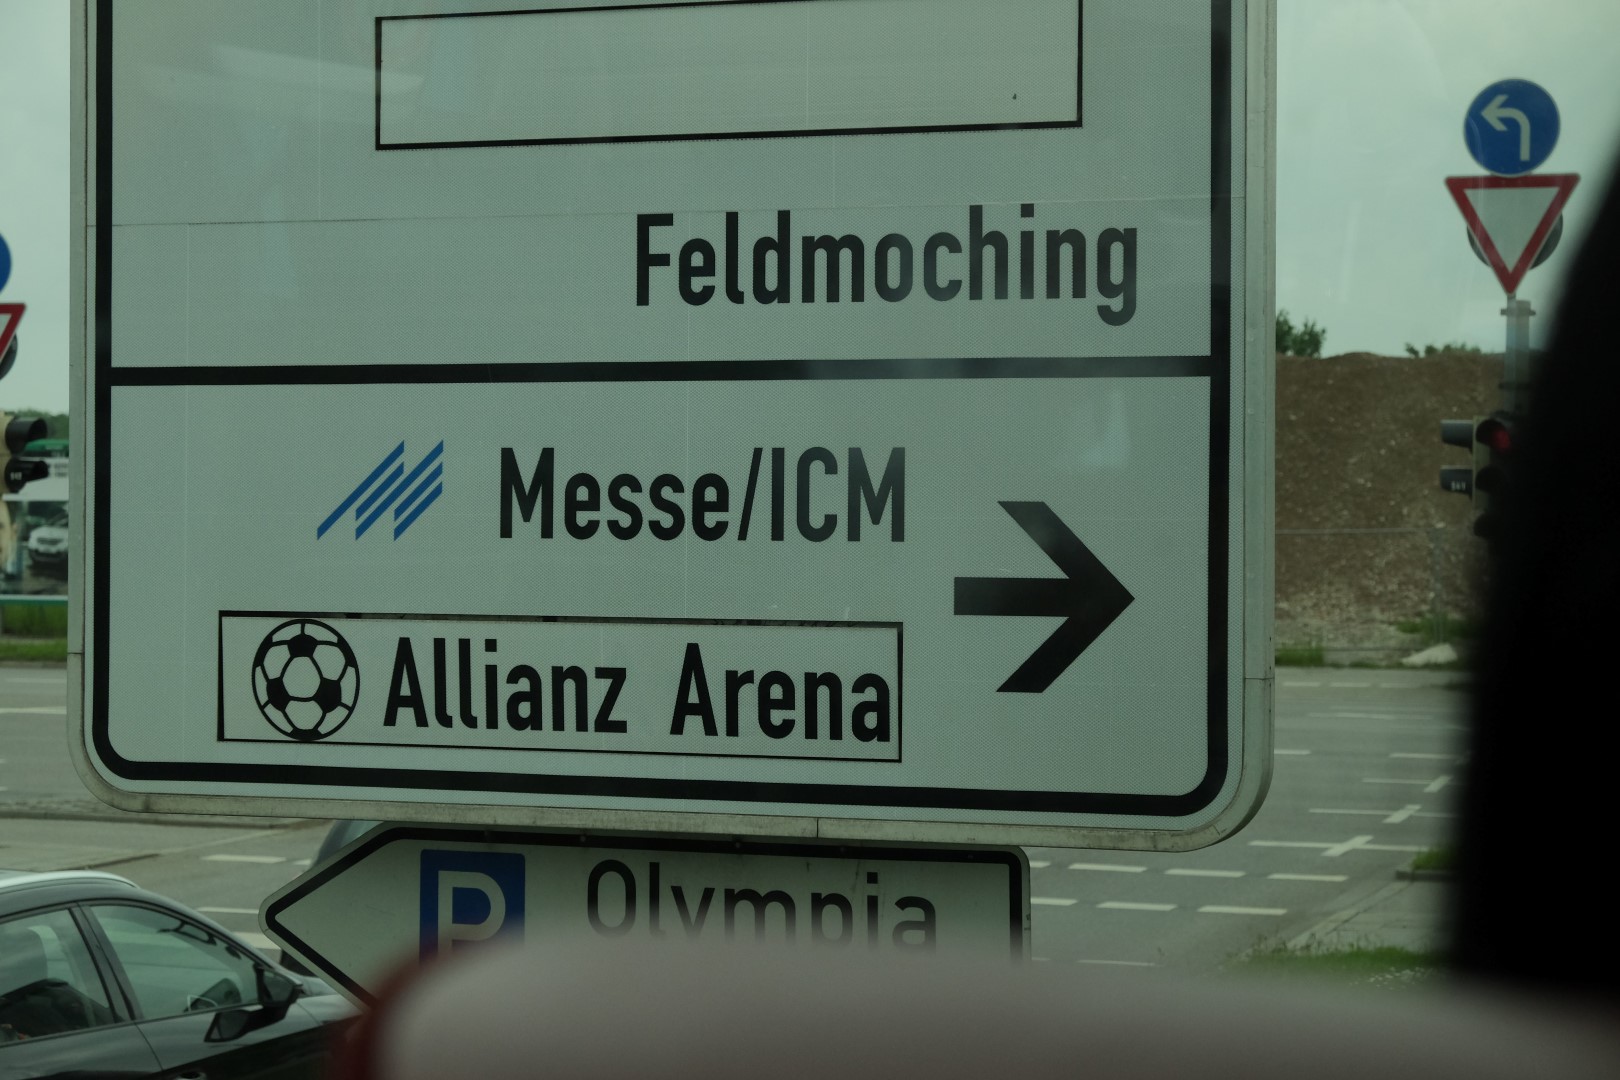 Feldmoching
Messe/ICM
Allianz Arena
P Olympia